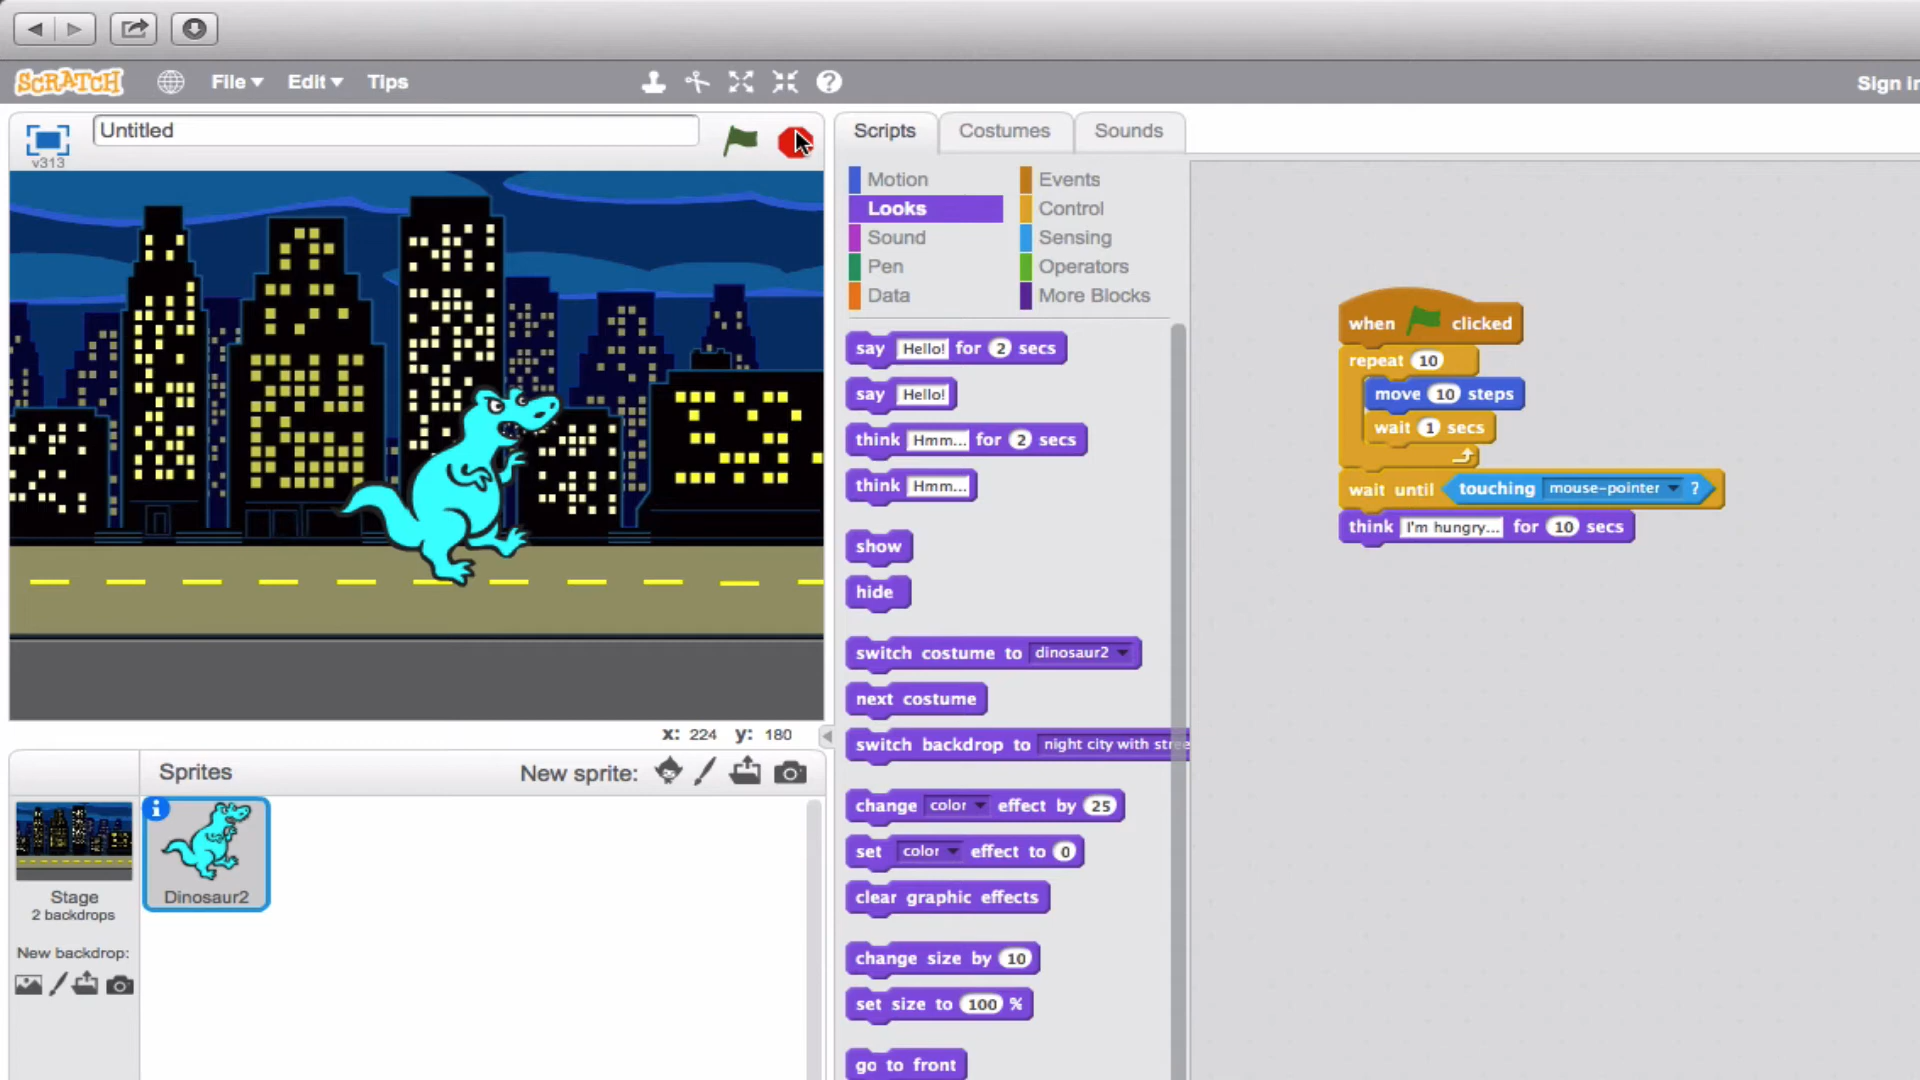 SCRATCH File Edit Tips Sign In
Untitled
v313
Scripts Costumes Sounds
Motion Events
Looks Control
Sound Sensing
Pen Operators
Data More Blocks
say Hello! for 2 secs
say Hello!
think Hmm... for 2 secs
think Hmm...
show
hide
switch costume to dinosaur2
next costume
switch backdrop to night city with stree
change color effect by 25
set color effect to 0
clear graphic effects
change size by 10
set size to 100 %
go to front
when clicked
repeat 10
move 10 steps
wait 1 secs
wait until touching mouse-pointer ?
think I'm hungry... for 10 secs
x: 224 y: 180
Sprites New sprite:
Stage
2 backdrops
New backdrop:
Dinosaur2